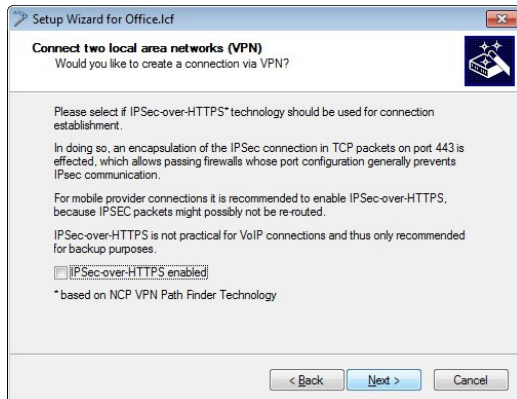 Setup Wizard for Office.lcf
Connect two local area networks (VPN)
Would you like to create a connection via VPN?
Please select if IPSec-over-HTTPS* technology should be used for connection
establishment.
In doing so, an encapsulation of the IPSec connection in TCP packets on port 443 is
effected, which allows passing firewalls whose port configuration generally prevents
IPsec communication.
For mobile provider connections it is recommended to enable IPSec-over-HTTPS,
because IPSEC packets might possibly not be re-routed.
IPSec-over-HTTPS is not practical for VoIP connections and thus only recommended
for backup purposes.
IPSec-over-HTTPS enabled
* based on NCP VPN Path Finder Technology
< Back Next > Cancel